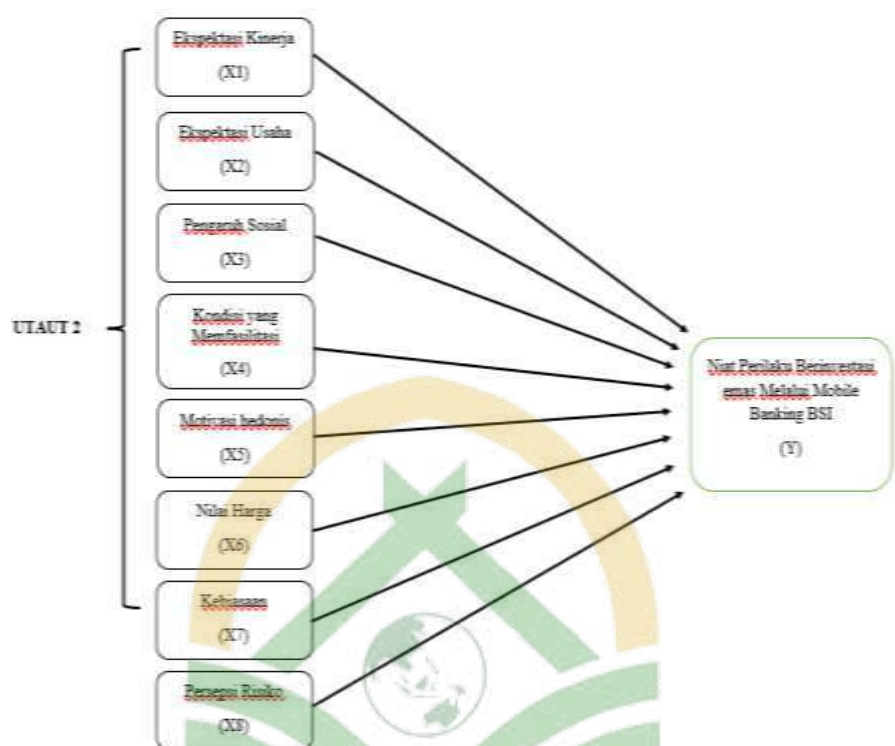 Ekspektasi Kinerja
(X1)
Ekspektasi Usaha
(X2)
Pengaruh Sosial
(X3)
Kondisi yang
Memfasilitasi
(X4)
UTAUT 2
Motivasi hedonis
(X5)
Nilai Harga
(X6)
Kebiasaan
(X7)
Persepsi Risiko
(X8)
Niat Perilaku Berinvestasi
emas Melalui Mobile
Banking BSI
(Y)